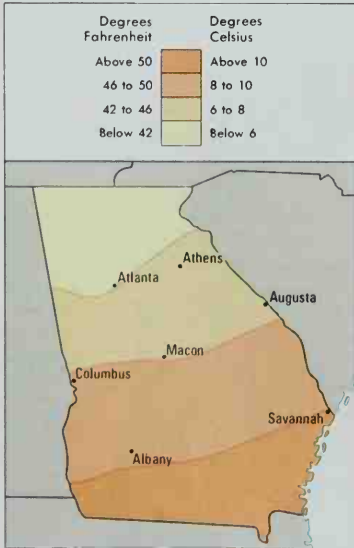 Degrees Fahrenheit
Degrees Celsius
Above 50
Above 10
46 to 50
8 to 10
42 to 46
6 to 8
Below 42
Below 6
Athens
Atlanta
Augusta
Macon
Columbus
Savannah
Albany